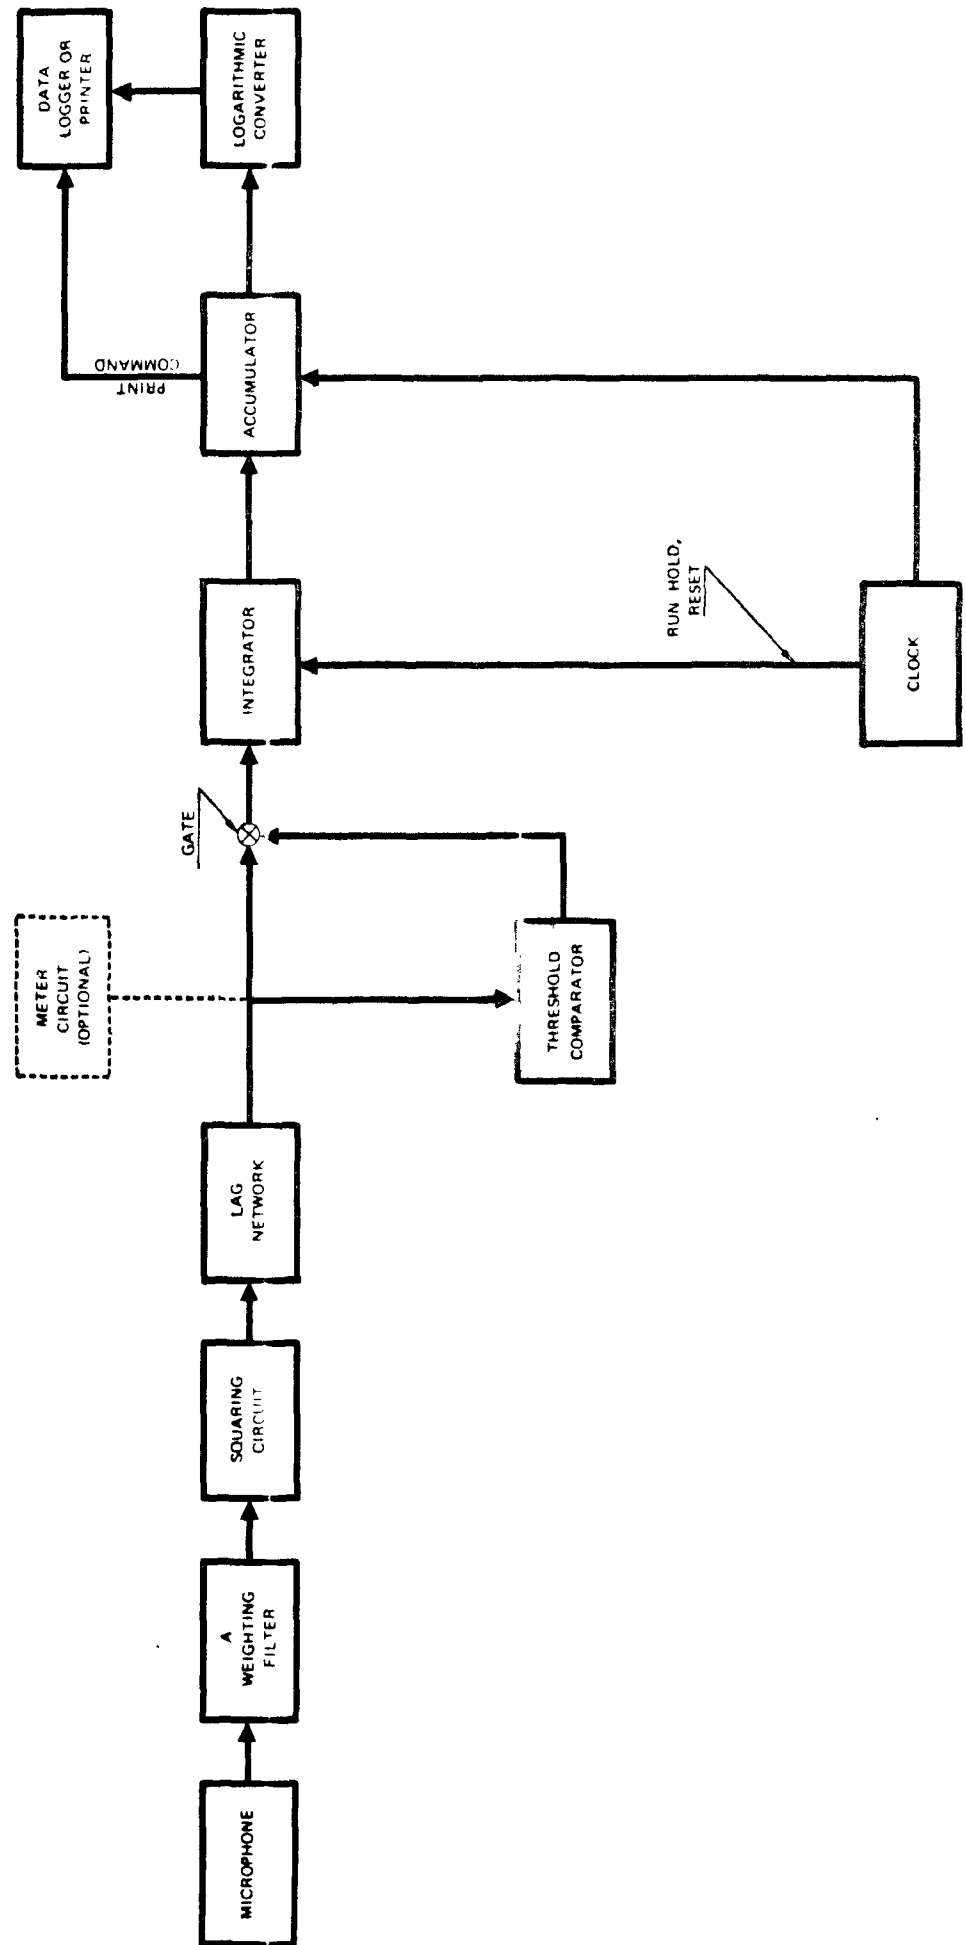 MICROPHONE
A
WEIGHTING
FILTER
SQUARING
CIRCUIT
LAG
NETWORK
METER
CIRCUIT
(OPTIONAL)
THRESHOLD
COMPARATOR
GATE
INTEGRATOR
RUN HOLD,
RESET
CLOCK
ACCUMULATOR
PRINT
COMMAND
LOGARITHMIC
CONVERTER
DATA
LOGGER OR
PRINTER